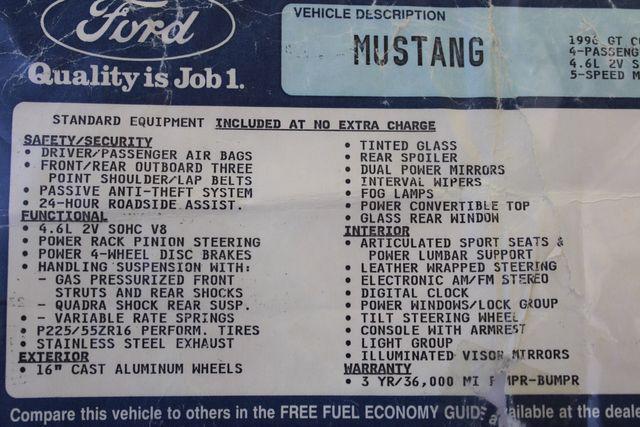 Ford
Quality is Job 1.
VEHICLE DESCRIPTION
MUSTANG
1996 GT
4-PASSENG
4.6L 2V S
5-SPEED M
STANDARD EQUIPMENT INCLUDED AT NO EXTRA CHARGE
SAFETY/SECURITY
• DRIVER/PASSENGER AIR BAGS
• FRONT/REAR OUTBOARD THREE
POINT SHOULDER/LAP BELTS
• PASSIVE ANTI-THEFT SYSTEM
• 24-HOUR ROADSIDE ASSIST.
FUNCTIONAL
• 4.6L 2V SOHC V8
• POWER RACK PINION STEERING
• POWER 4-WHEEL DISC BRAKES
• HANDLING SUSPENSION WITH:
- GAS PRESSURIZED FRONT
STRUTS AND REAR SHOCKS
- QUADRA SHOCK REAR SUSP.
- VARIABLE RATE SPRINGS
• P225/55ZR16 PERFORM. TIRES
• STAINLESS STEEL EXHAUST
EXTERIOR
• 16" CAST ALUMINUM WHEELS
• TINTED GLASS
• REAR SPOILER
• DUAL POWER MIRRORS
• INTERVAL WIPERS
• FOG LAMPS
• POWER CONVERTIBLE TOP
• GLASS REAR WINDOW
INTERIOR
• ARTICULATED SPORT SEATS &
POWER LUMBAR SUPPORT
• LEATHER WRAPPED STEERING
• ELECTRONIC AM/FM STEREO
• DIGITAL CLOCK
• POWER WINDOWS/LOCK GROUP
• TILT STEERING WHEEL
• CONSOLE WITH ARMREST
• LIGHT GROUP
• ILLUMINATED VISOR MIRRORS
WARRANTY
• 3 YR/36,000 MI MPR-BUMPR
Compare this vehicle to others in the FREE FUEL ECONOMY GUIDE available at the deale